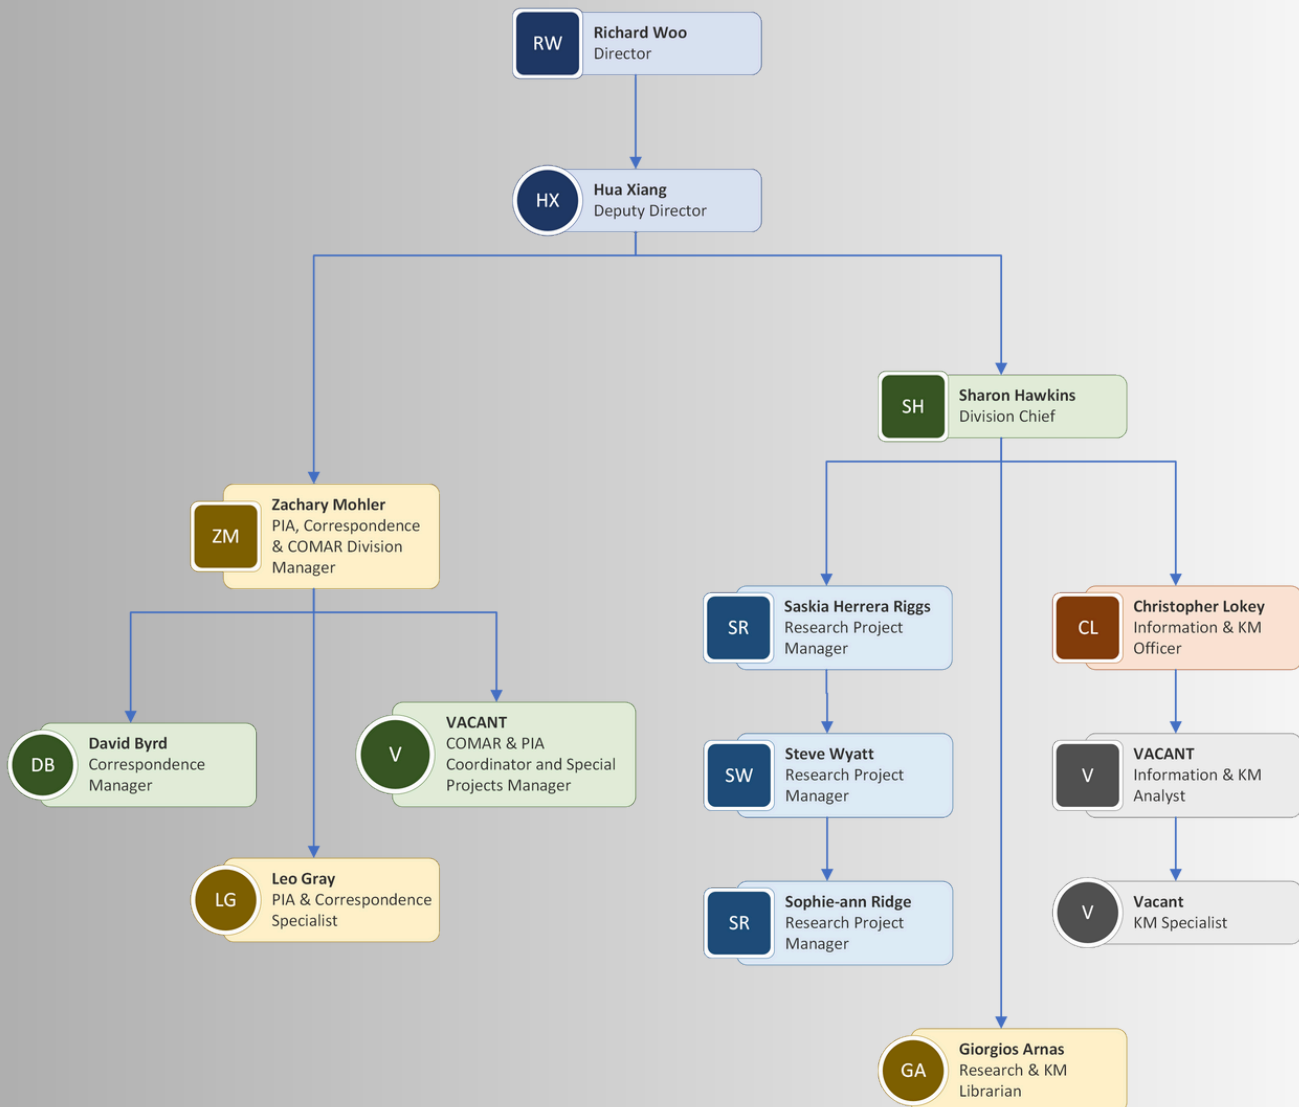 RW
Richard Woo
Director
HX
Hua Xiang
Deputy Director
SH
Sharon Hawkins
Division Chief
ZM
Zachary Mohler
PIA, Correspondence
& COMAR Division
Manager
SR
Saskia Herrera Riggs
Research Project
Manager
CL
Christopher Lokey
Information & KM
Officer
DB
David Byrd
Correspondence
Manager
V
VACANT
COMAR & PIA
Coordinator and Special
Projects Manager
SW
Steve Wyatt
Research Project
Manager
V
VACANT
Information & KM
Analyst
LG
Leo Gray
PIA & Correspondence
Specialist
SR
Sophie-ann Ridge
Research Project
Manager
V
Vacant
KM Specialist
GA
Giorgios Arnas
Research & KM
Librarian